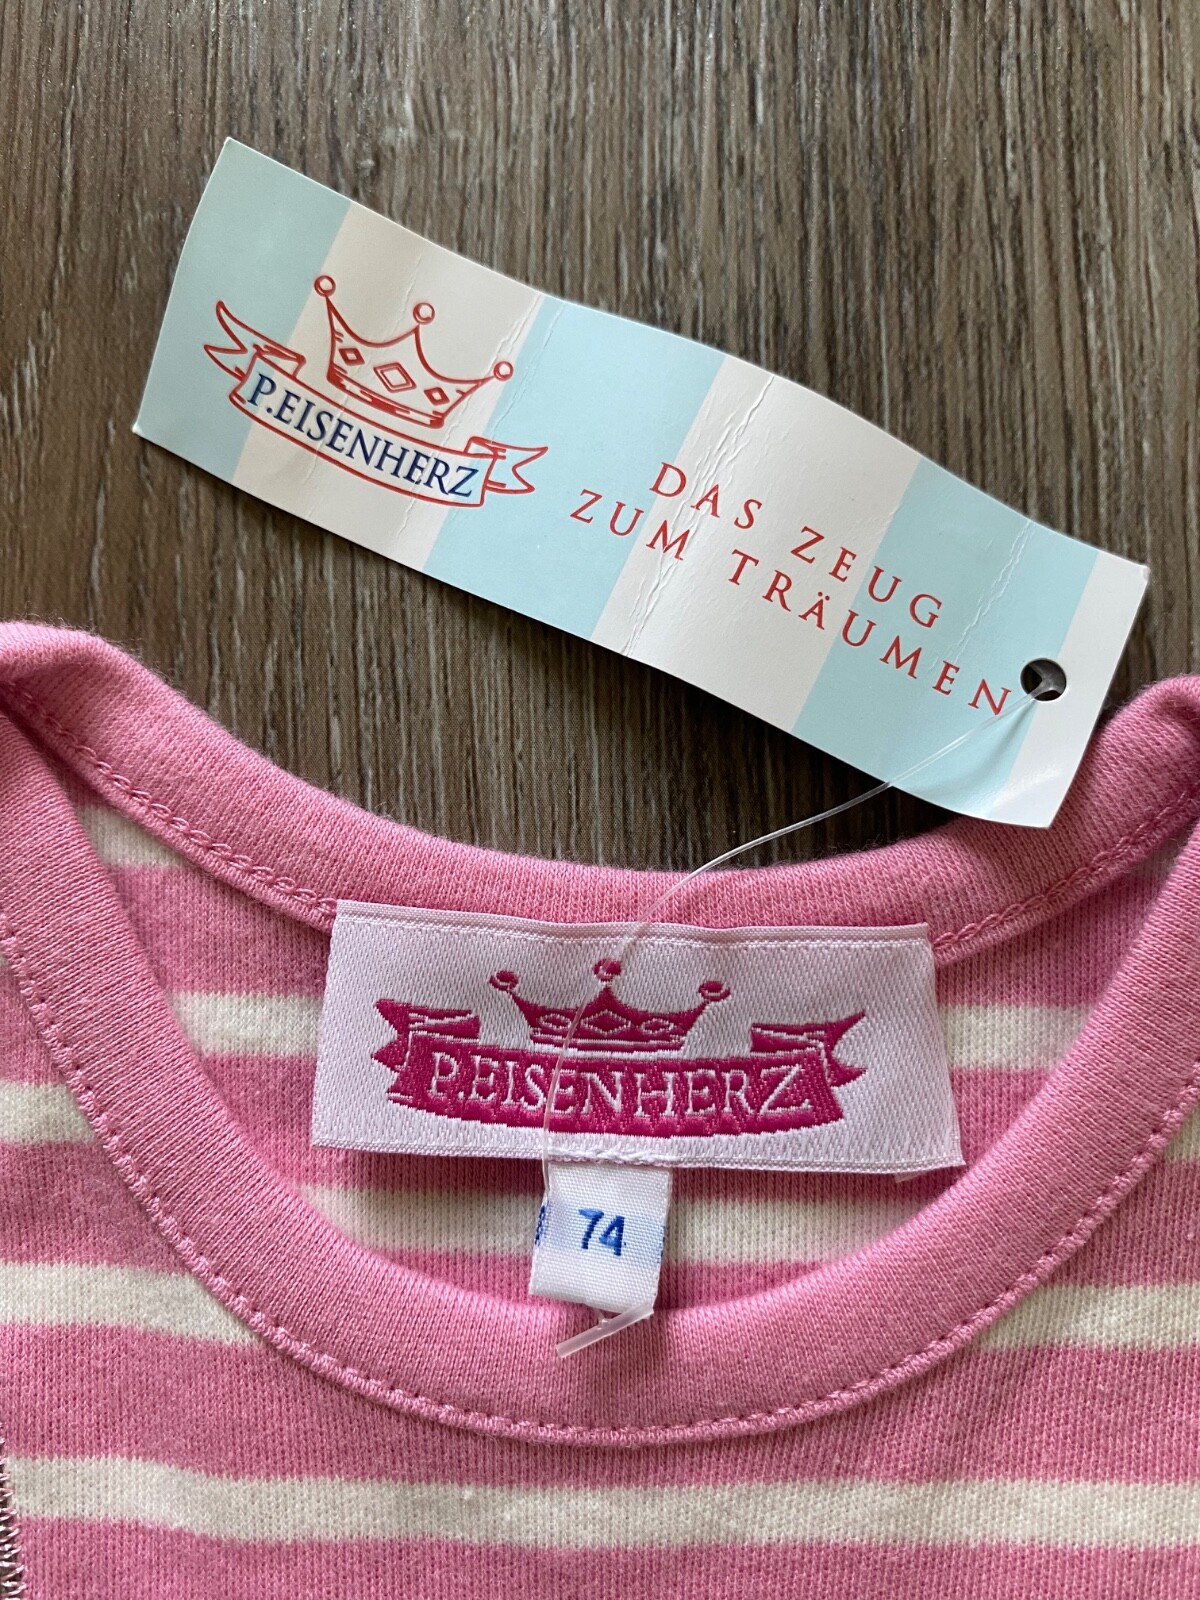 P.EISENHERZ
DAS ZEUG
ZUM TRÄUMEN
P.EISENHERZ
74